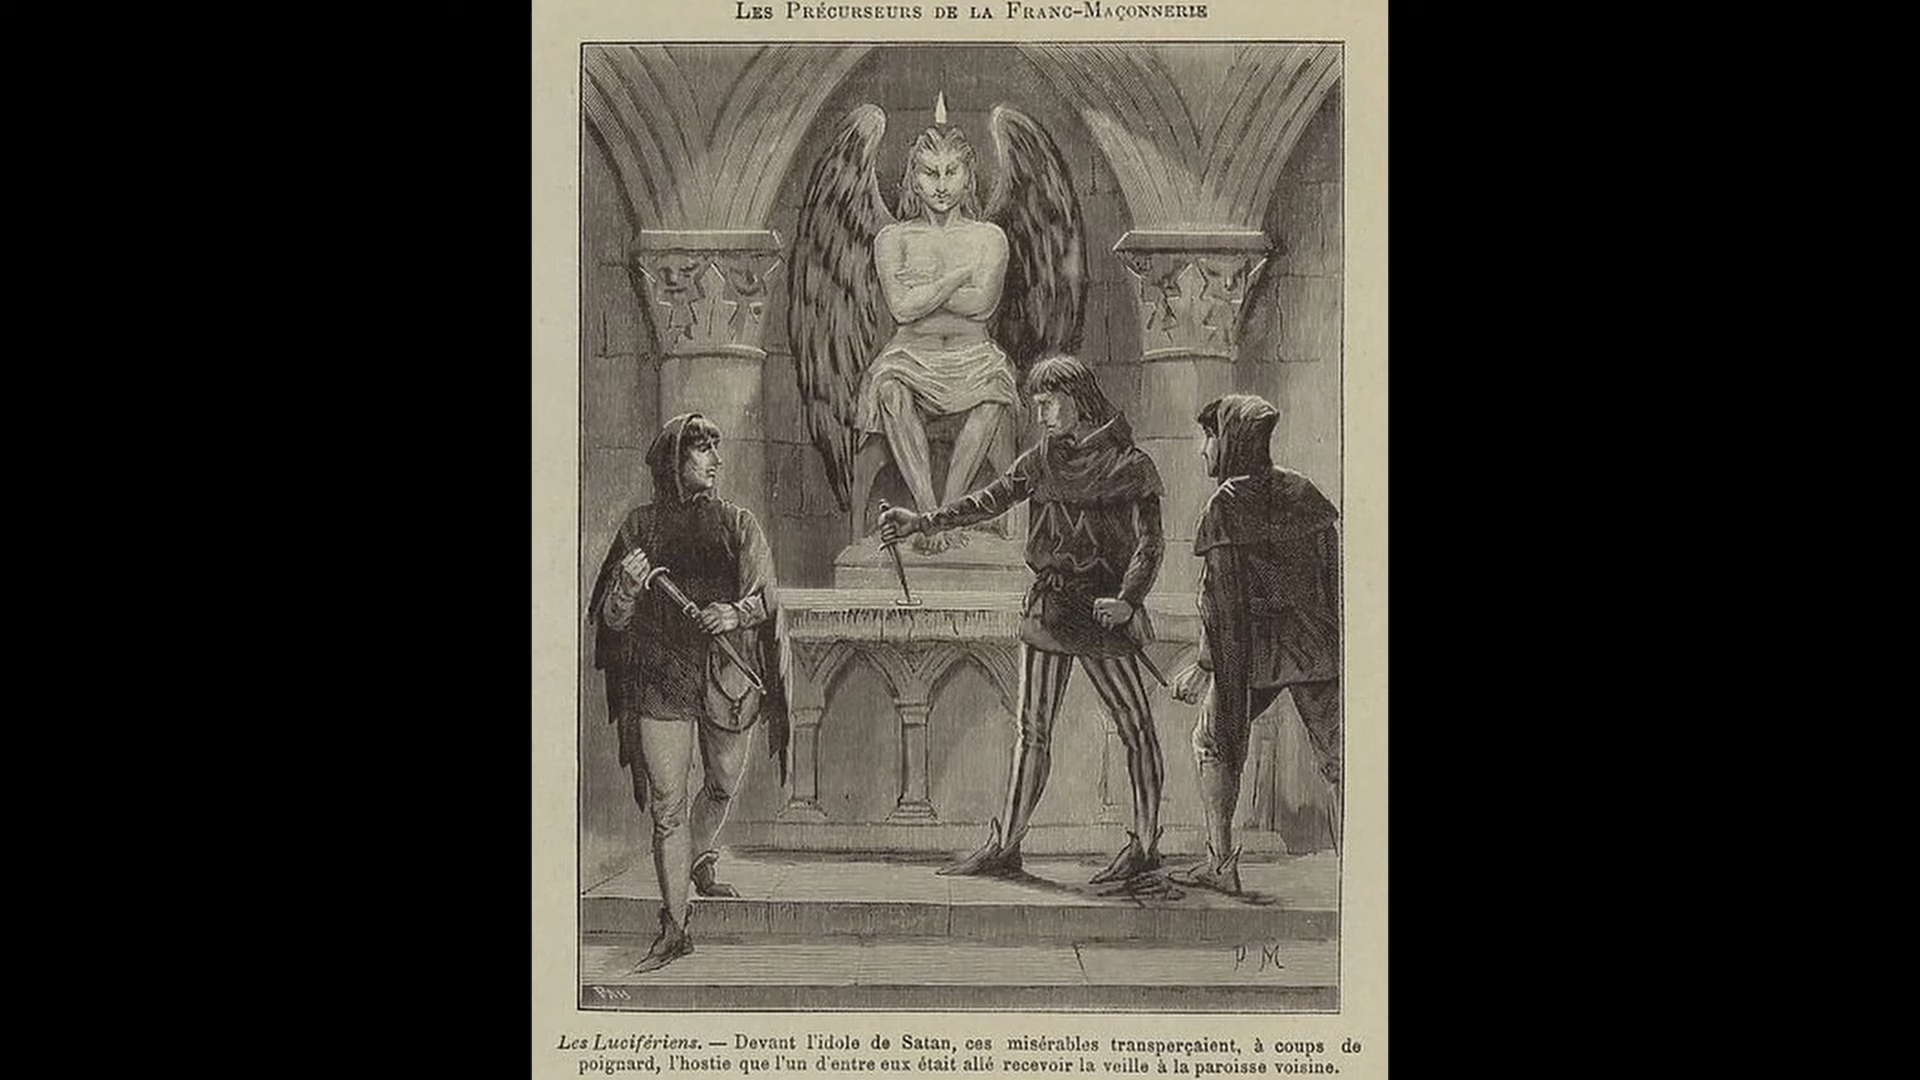 Les Précurseurs de la Franc-Maçonnerie
P M
Les Lucifériens. — Devant l'idole de Satan, ces misérables transperçaient, à coups de
poignard, l'hostie que l'un d'entre eux était allé recevoir la veille à la paroisse voisine.